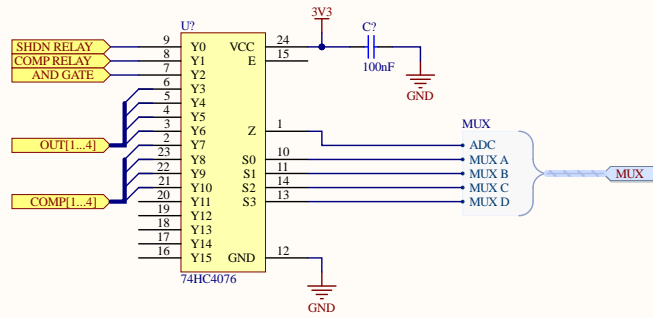 3V3
U?
C?
SHDN RELAY 9 Y0 VCC 24
COMP RELAY 8 Y1 E 15
100nF
AND GATE 7 Y2
6 Y3
GND
5 Y4
4 Y5
OUT[1...4] 3 Y6 Z 1
MUX
2 Y7
ADC
23 Y8 S0 10 MUX A
22 Y9 S1 11 MUX B
MUX
COMP[1...4] 21 Y10 S2 14 MUX C
20 Y11 S3 13 MUX D
19 Y12
18 Y13
17 Y14
16 Y15 GND 12
74HC4076
GND